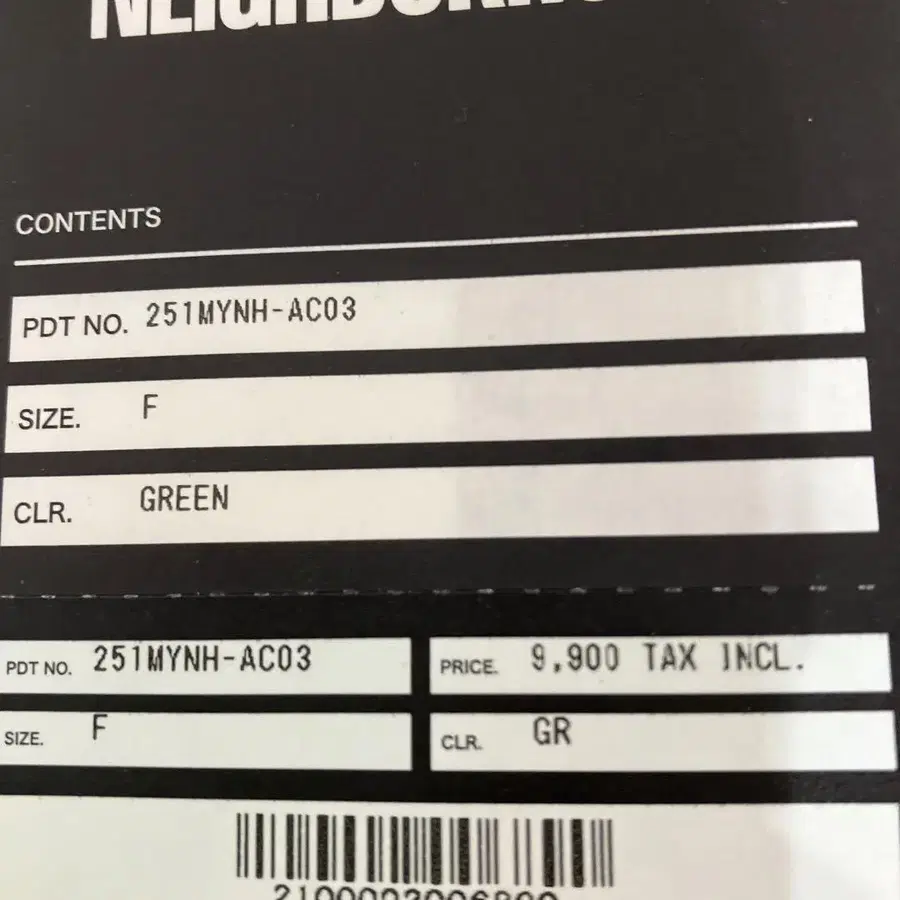 CONTENTS
PDT NO. 251MYNH-AC03
SIZE. F
CLR. GREEN
PDT NO. 251MYNH-AC03
PRICE. 9,900 TAX INCL.
SIZE. F
CLR. GR